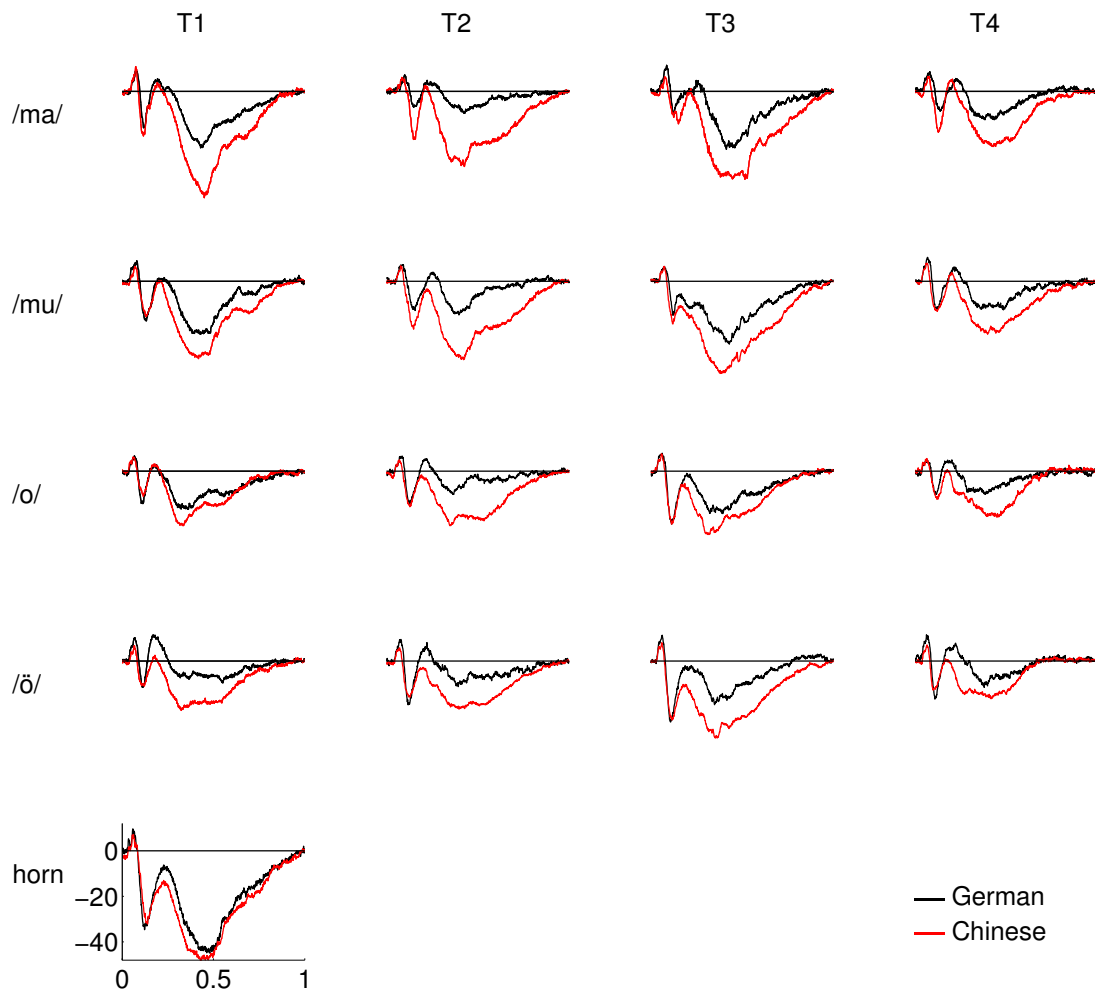 T1 T2 T3 T4
/ma/
/mu/
/o/
/ö/
horn
0
−20
−40
0 0.5 1
German
Chinese